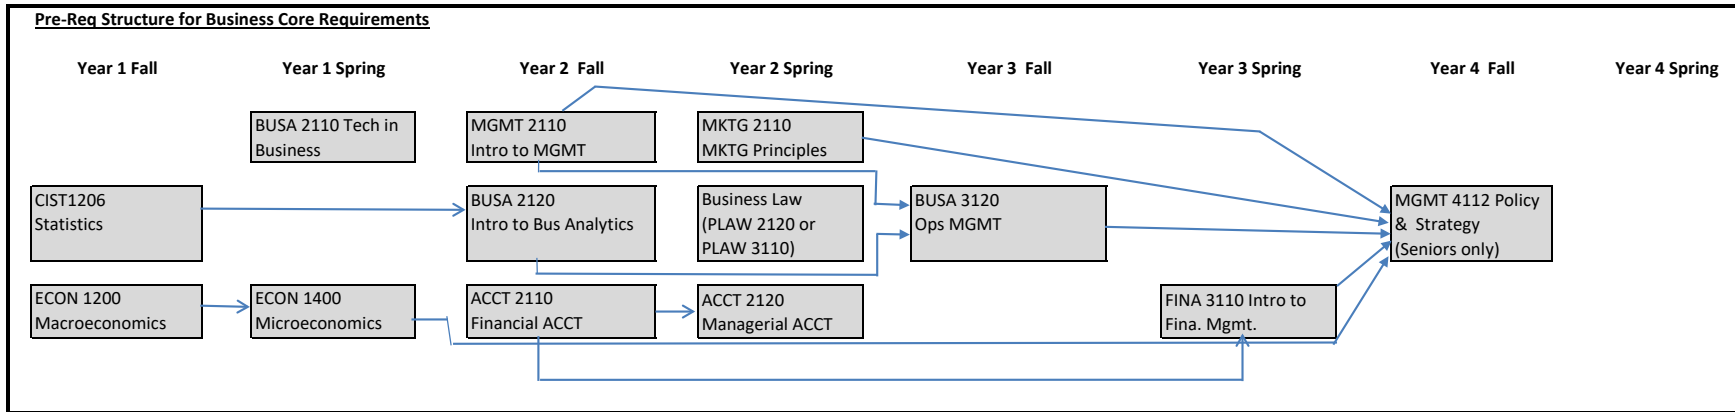 Pre-Req Structure for Business Core Requirements
Year 1 Fall
Year 1 Spring
Year 2 Fall
Year 2 Spring
Year 3 Fall
Year 3 Spring
Year 4 Fall
Year 4 Spring
BUSA 2110 Tech in
Business
MGMT 2110
Intro to MGMT
MKTG 2110
MKTG Principles
CIST1206
Statistics
BUSA 2120
Intro to Bus Analytics
Business Law
(PLAW 2120 or
PLAW 3110)
BUSA 3120
Ops MGMT
MGMT 4112 Policy
& Strategy
(Seniors only)
ECON 1200
Macroeconomics
ECON 1400
Microeconomics
ACCT 2110
Financial ACCT
ACCT 2120
Managerial ACCT
FINA 3110 Intro to
Fina. Mgmt.